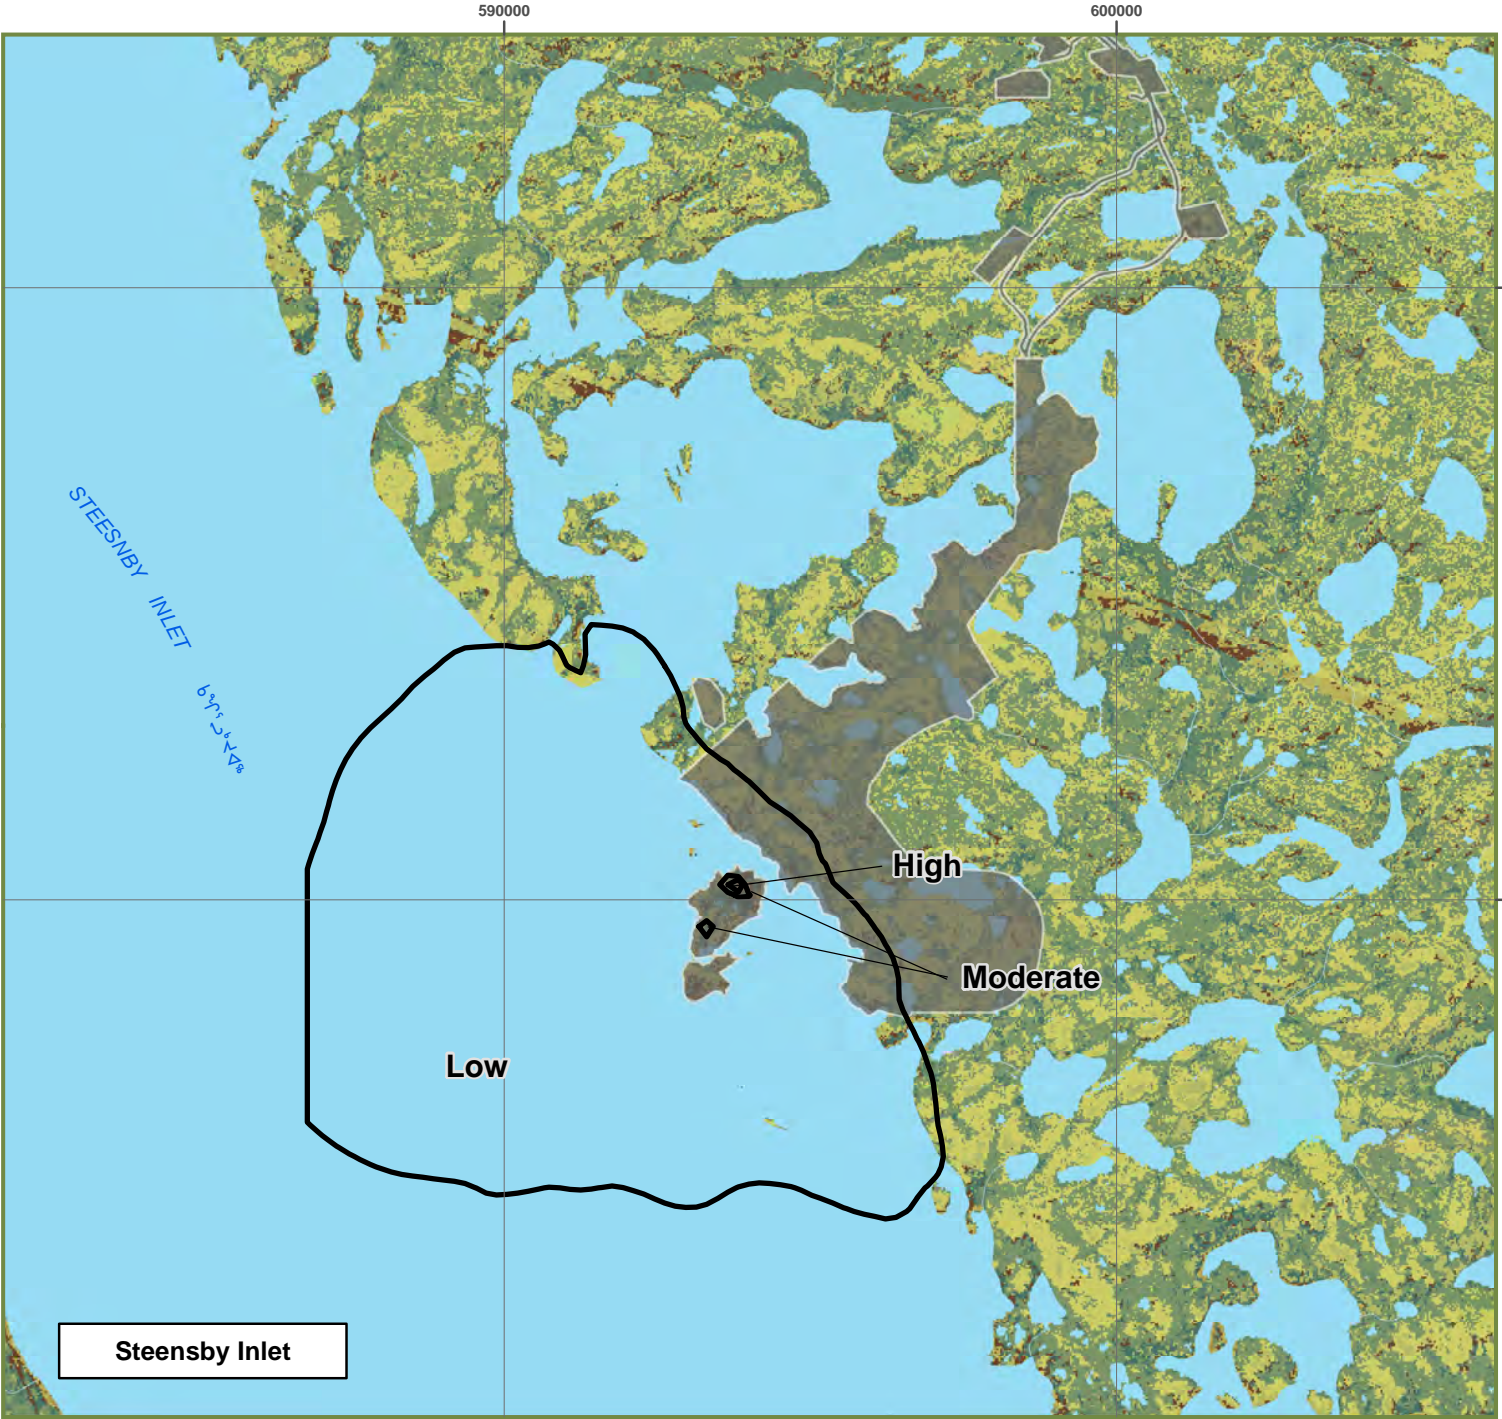 590000
600000
STEESNBY INLET
High
Moderate
Low
Steensby Inlet